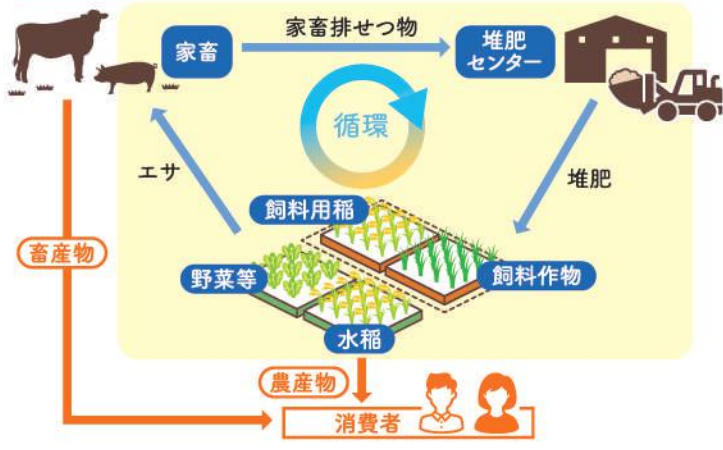 家畜
家畜排せつ物
堆肥
センター
循環
エサ
堆肥
飼料用稲
畜産物
野菜等
飼料作物
水稲
農産物
消費者